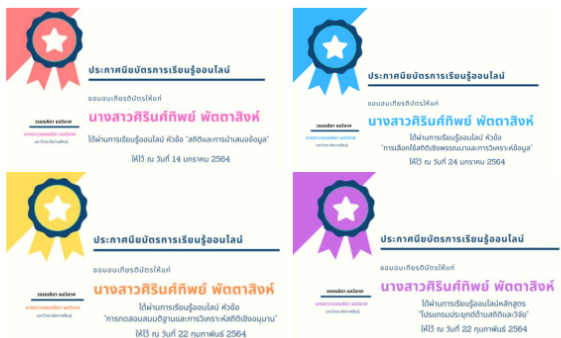 ประกาศนียบัตรการเรียนรู้ออนไลน์
ขอมอบเกียรติบัตรให้แก่
นางสาวศิรินศ์ทิพย์ พัตตาสิงห์
ได้ผ่านการเรียนรู้ออนไลน์ หัวข้อ "สถิติและการนำเสนอข้อมูล"
ให้ไว้ ณ วันที่ 14 มกราคม 2564
ประกาศนียบัตรการเรียนรู้ออนไลน์
ขอมอบเกียรติบัตรให้แก่
นางสาวศิรินศ์ทิพย์ พัตตาสิงห์
ได้ผ่านการเรียนรู้ออนไลน์ หัวข้อ
"การเลือกใช้สถิติเชิงพรรณนาและการวิเคราะห์ข้อมูล"
ให้ไว้ ณ วันที่ 24 มกราคม 2564
ประกาศนียบัตรการเรียนรู้ออนไลน์
ขอมอบเกียรติบัตรให้แก่
นางสาวศิรินศ์ทิพย์ พัตตาสิงห์
ได้ผ่านการเรียนรู้ออนไลน์ หัวข้อ
"การทดสอบสมมติฐานและการวิเคราะห์สถิติเชิงอนุมาน"
ให้ไว้ ณ วันที่ 22 กุมภาพันธ์ 2564
ประกาศนียบัตรการเรียนรู้ออนไลน์
ขอมอบเกียรติบัตรให้แก่
นางสาวศิรินศ์ทิพย์ พัตตาสิงห์
ได้ผ่านการเรียนรู้ออนไลน์หลักสูตร
"โปรแกรมประยุกต์ด้านสถิติและวิจัย"
ให้ไว้ ณ วันที่ 22 กุมภาพันธ์ 2564